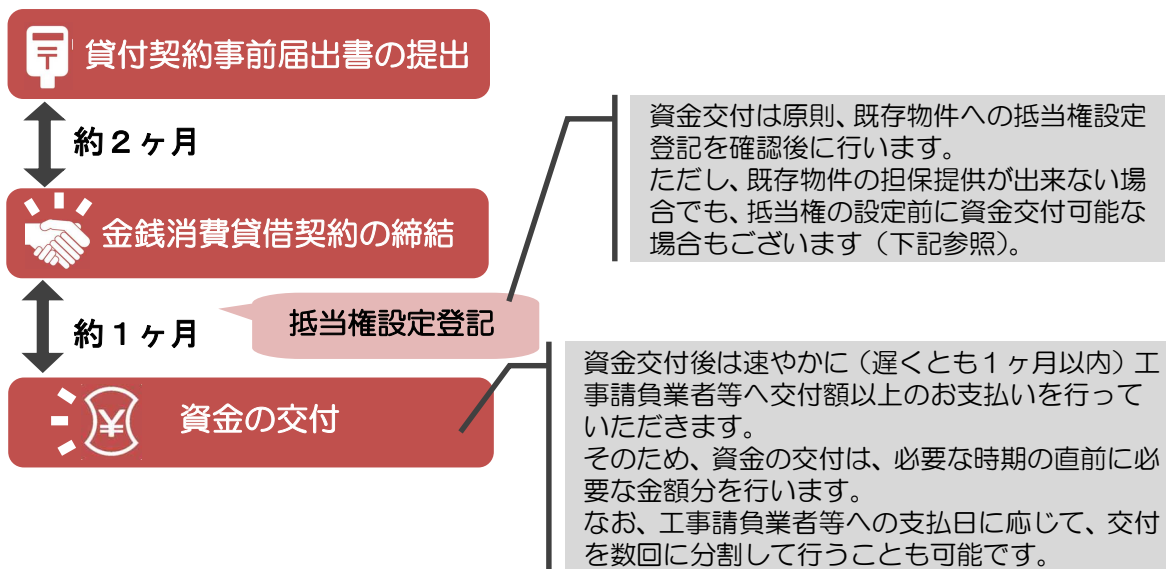 貸付契約事前届出書の提出
約２ヶ月
金銭消費貸借契約の締結
約１ヶ月
抵当権設定登記
資金の交付
資金交付は原則、既存物件への抵当権設定
登記を確認後に行います。
ただし、既存物件の担保提供が出来ない場
合でも、抵当権の設定前に資金交付可能な
場合もございます（下記参照）。
資金交付後は速やかに（遅くとも１ヶ月以内）工
事請負業者等へ交付額以上のお支払いを行って
いただきます。
そのため、資金の交付は、必要な時期の直前に必
要な金額分を行います。
なお、工事請負業者等への支払日に応じて、交付
を数回に分割して行うことも可能です。